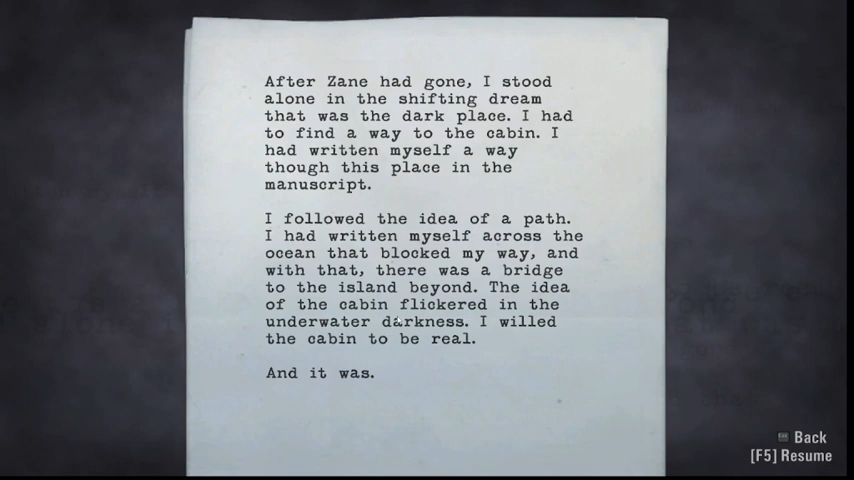 After Zane had gone, I stood
alone in the shifting dream
that was the dark place. I had
to find a way to the cabin. I
had written myself a way
though this place in the
manuscript.
I followed the idea of a path.
I had written myself across the
ocean that blocked my way, and
with that, there was a bridge
to the island beyond. The idea
of the cabin flickered in the
underwater darkness. I willed
the cabin to be real.
And it was.
Back
[F5] Resume